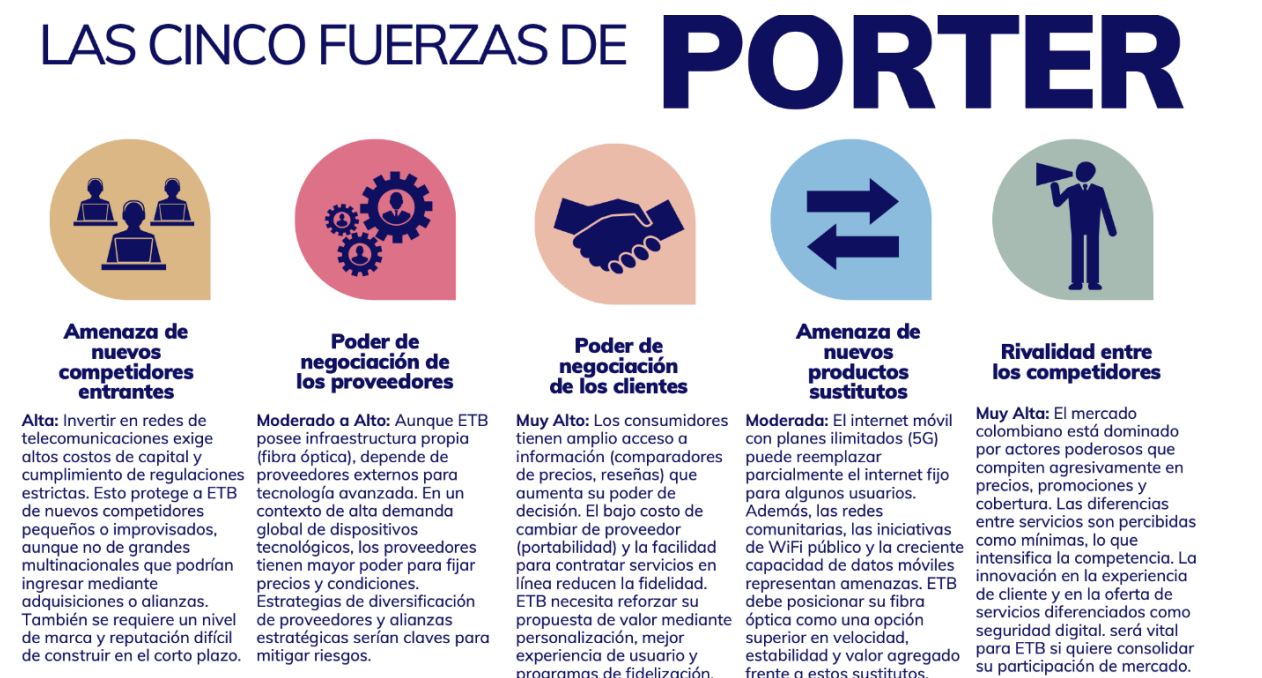 LAS CINCO FUERZAS DE PORTER
Amenaza de
nuevos
competidores
entrantes
Alta: Invertir en redes de
telecomunicaciones exige
altos costos de capital y
cumplimiento de regulaciones
estrictas. Esto protege a ETB
de nuevos competidores
pequeños o improvisados,
aunque no de grandes
multinacionales que podrían
ingresar mediante
adquisiciones o alianzas.
También se requiere un nivel
de marca y reputación difícil
de construir en el corto plazo.
Poder de
negociación de
los proveedores
Moderado a Alto: Aunque ETB
posee infraestructura propia
(fibra óptica), depende de
proveedores externos para
tecnología avanzada. En un
contexto de alta demanda
global de dispositivos
tecnológicos, los proveedores
tienen mayor poder para fijar
precios y condiciones.
Estrategias de diversificación
de proveedores y alianzas
estratégicas serían claves para
mitigar riesgos.
Poder de
negociación
de los clientes
Muy Alto: Los consumidores
tienen amplio acceso a
información (comparadores
de precios, reseñas) que
aumenta su poder de
decisión. El bajo costo de
cambiar de proveedor
(portabilidad) y la facilidad
para contratar servicios en
línea reducen la fidelidad.
ETB necesita reforzar su
propuesta de valor mediante
personalización, mejor
experiencia de usuario y
programas de fidelización.
Amenaza de
nuevos
productos
sustitutos
Moderada: El internet móvil
con planes ilimitados (5G)
puede reemplazar
parcialmente el internet fijo
para algunos usuarios.
Además, las redes
comunitarias, las iniciativas
de WiFi público y la creciente
capacidad de datos móviles
representan amenazas. ETB
debe posicionar su fibra
óptica como una opción
superior en velocidad,
estabilidad y valor agregado
frente a estos sustitutos.
Rivalidad entre
los competidores
Muy Alta: El mercado
colombiano está dominado
por actores poderosos que
compiten agresivamente en
precios, promociones y
cobertura. Las diferencias
entre servicios son percibidas
como mínimas, lo que
intensifica la competencia. La
innovación en la experiencia
de cliente y en la oferta de
servicios diferenciados como
seguridad digital. será vital
para ETB si quiere consolidar
su participación de mercado.